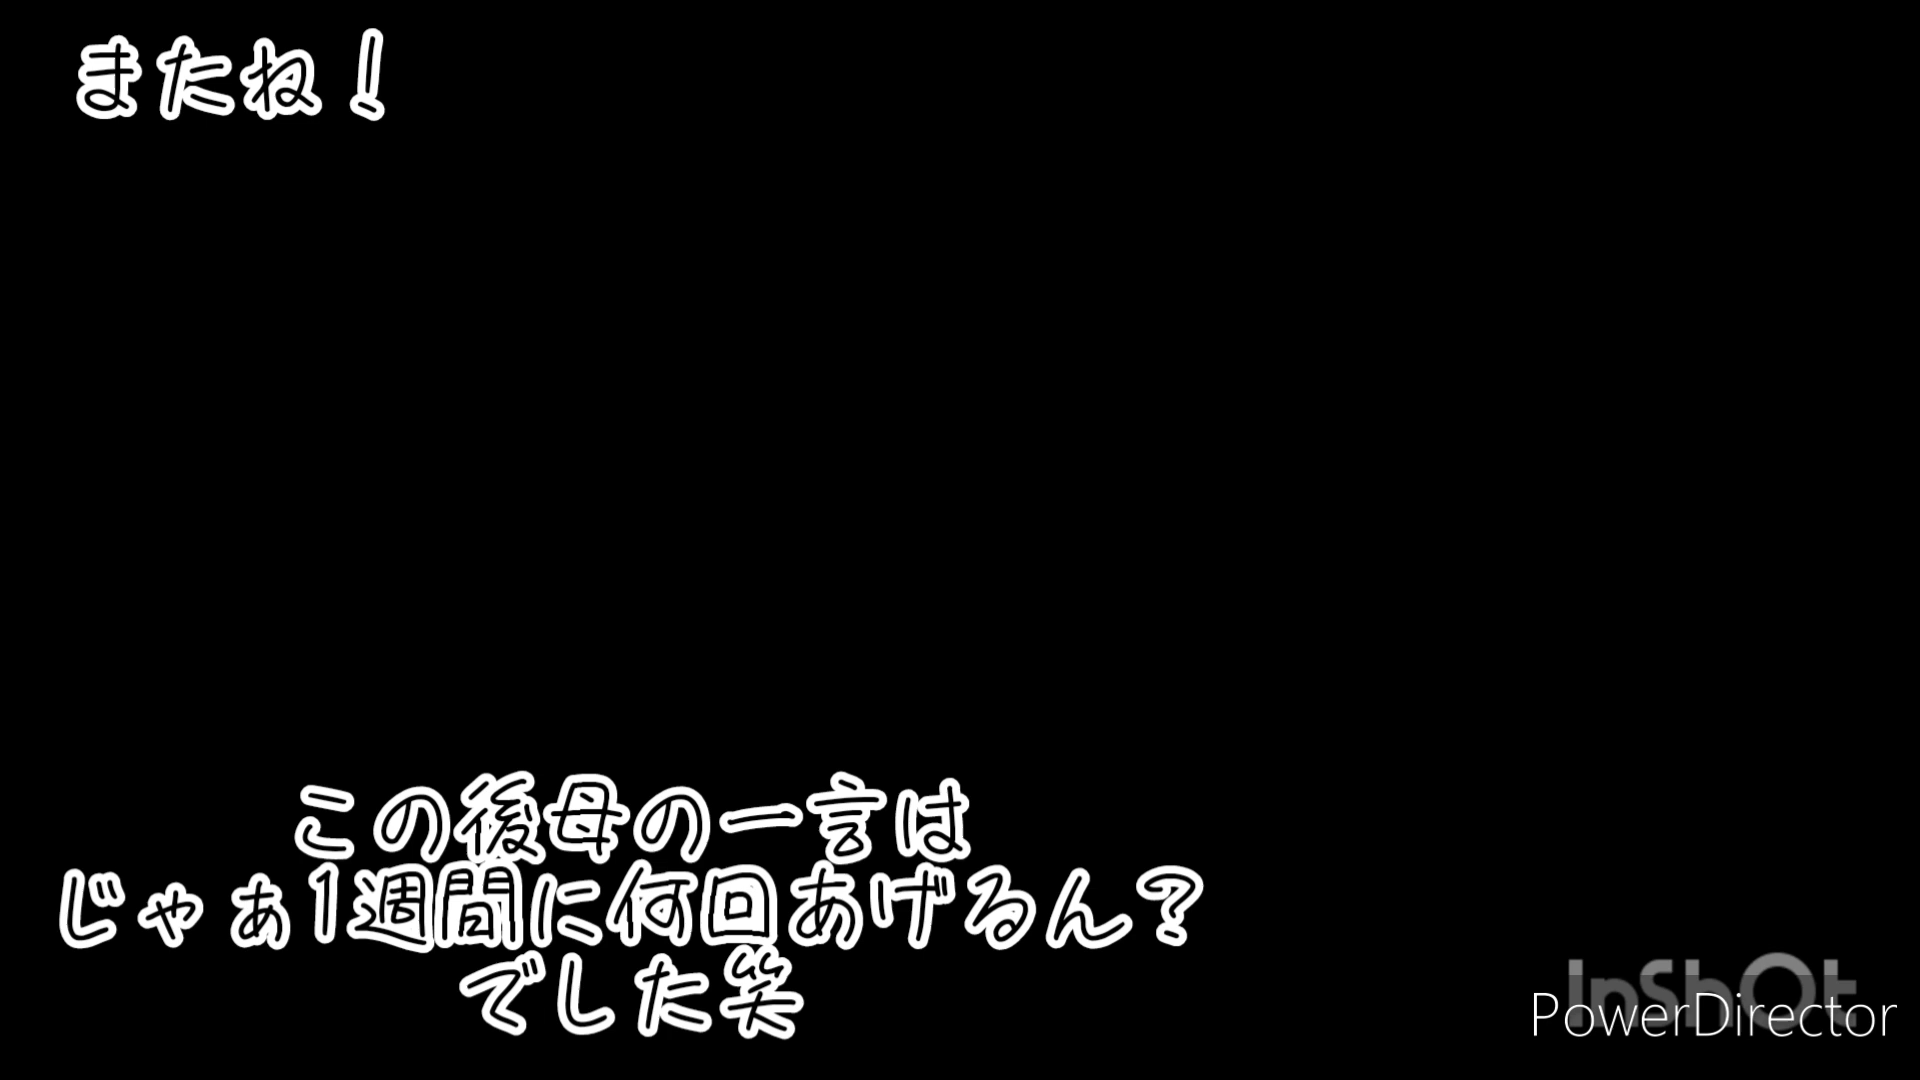 またね！
この後母の一言は
じゃぁ1週間に何回あげるん？
でした笑
InShOt
PowerDirector